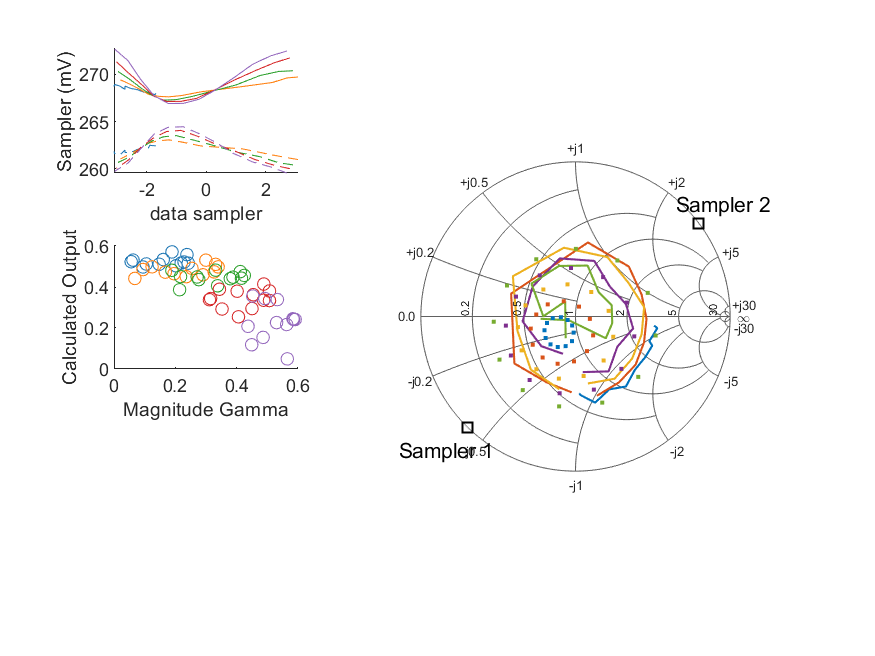 Sampler (mV)
270
265
260
-2
0
2
data sampler
Calculated Output
0.6
0.4
0.2
0
0
0.2
0.4
0.6
Magnitude Gamma
+j1
+j0.5
+j2
Sampler 2
+j0.2
+j5
0.0
0.2
0.5
1
2
5
30
+j30
∞
-j30
-j0.2
-j5
Sampler 1
-j0.5
-j2
-j1